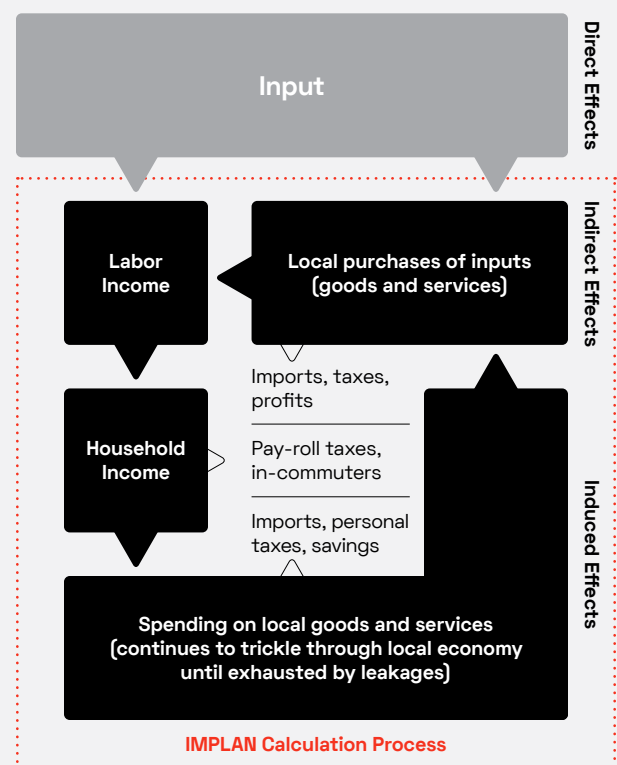 Input
Direct Effects
Labor
Income
Local purchases of inputs
(goods and services)
Indirect Effects
Imports, taxes,
profits
Household
Income
Pay-roll taxes,
in-commuters
Imports, personal
taxes, savings
Induced Effects
Spending on local goods and services
(continues to trickle through local economy
until exhausted by leakages)
IMPLAN Calculation Process